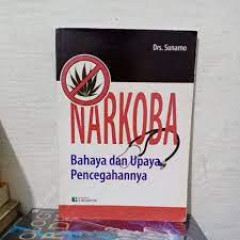 Drs. Sunarno
NARKOBA
Bahaya dan Upaya
Pencegahannya